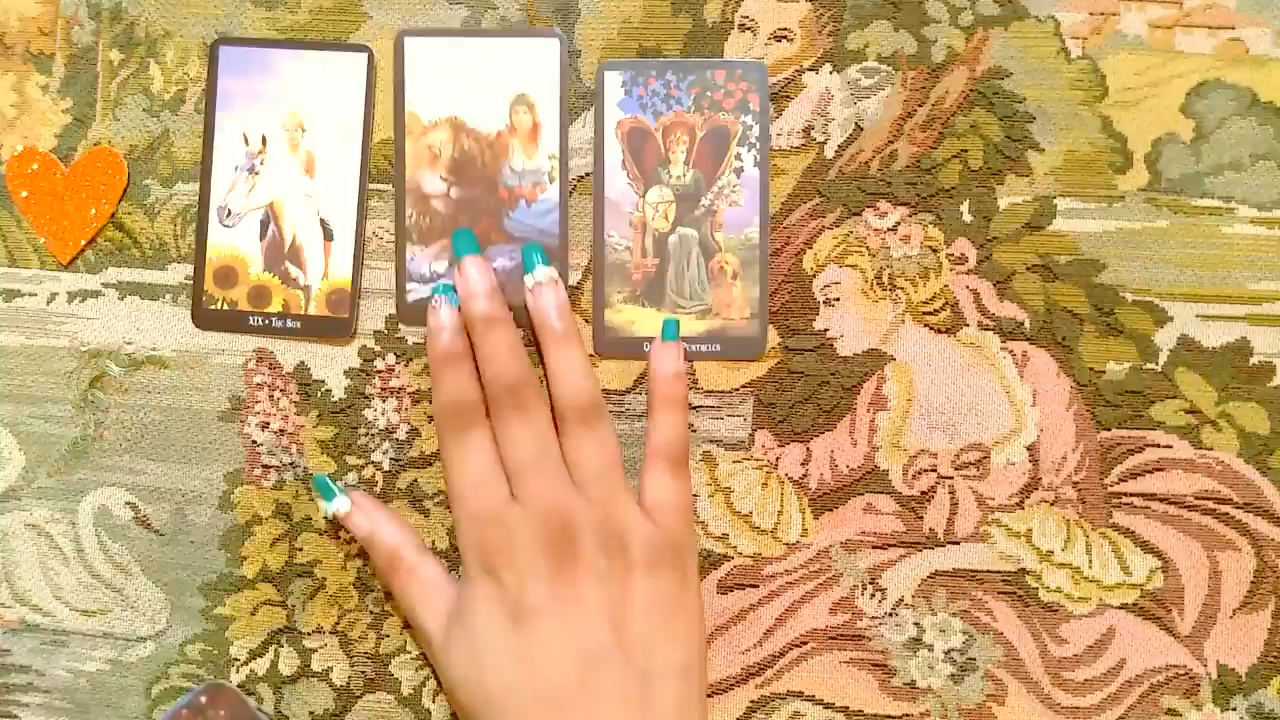 XIX • The Sun
Pentacles